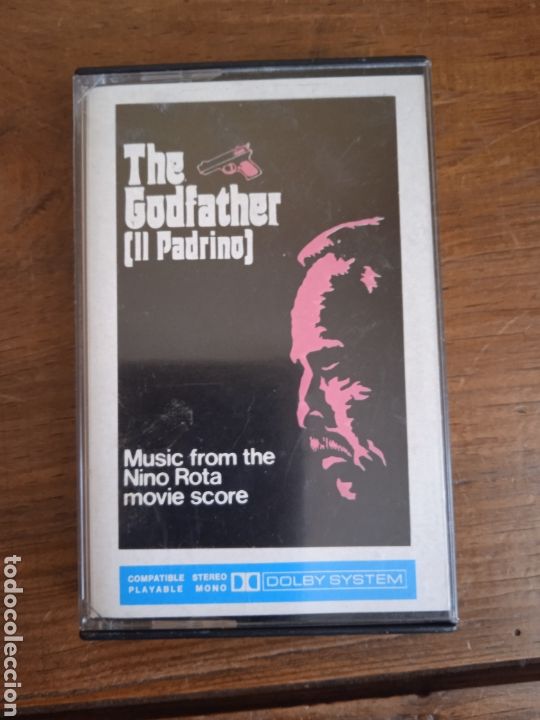 The
Godfather
(Il Padrino)
Music from the
Nino Rota
movie score
COMPATIBLE STEREO
PLAYABLE MONO
DOLBY SYSTEM
todocoleccion